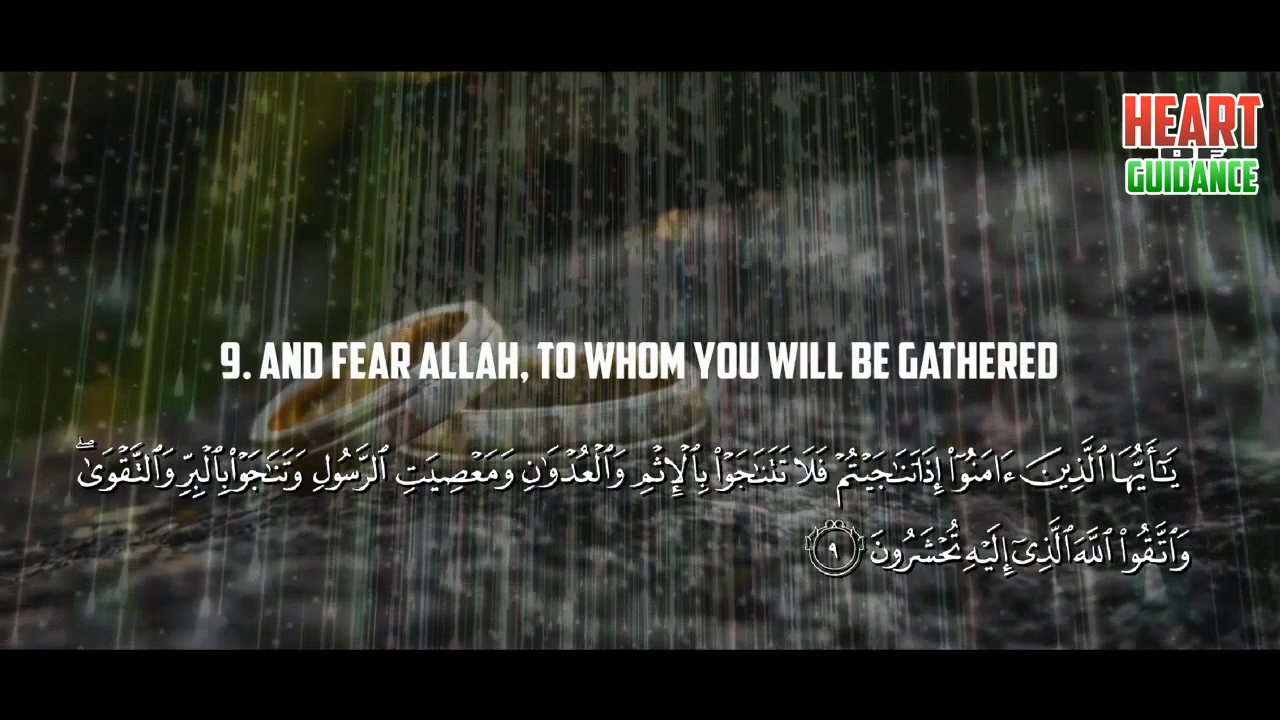 HEART
OF
GUIDANCE
9. AND FEAR ALLAH, TO WHOM YOU WILL BE GATHERED
يَٰٓأَيُّهَا ٱلَّذِينَ ءَامَنُوٓا۟ إِذَا تَنَٰجَيْتُمْ فَلَا تَتَنَٰجَوْا۟ بِٱلْإِثْمِ وَٱلْعُدْوَٰنِ وَمَعْصِيَتِ ٱلرَّسُولِ وَتَنَٰجَوْا۟ بِٱلْبِرِّ وَٱلتَّقْوَىٰ ۖ
وَٱتَّقُوا۟ ٱللَّهَ ٱلَّذِىٓ إِلَيْهِ تُحْشَرُونَ ٩